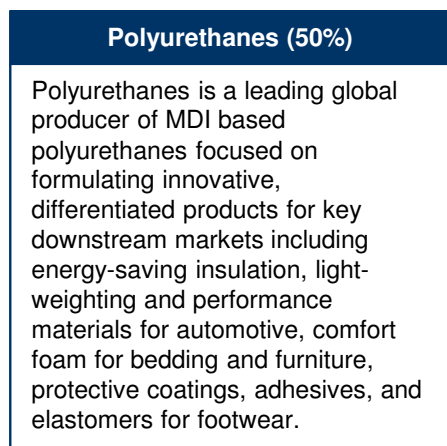 Polyurethanes (50%)
Polyurethanes is a leading global
producer of MDI based
polyurethanes focused on
formulating innovative,
differentiated products for key
downstream markets including
energy-saving insulation, light-
weighting and performance
materials for automotive, comfort
foam for bedding and furniture,
protective coatings, adhesives, and
elastomers for footwear.